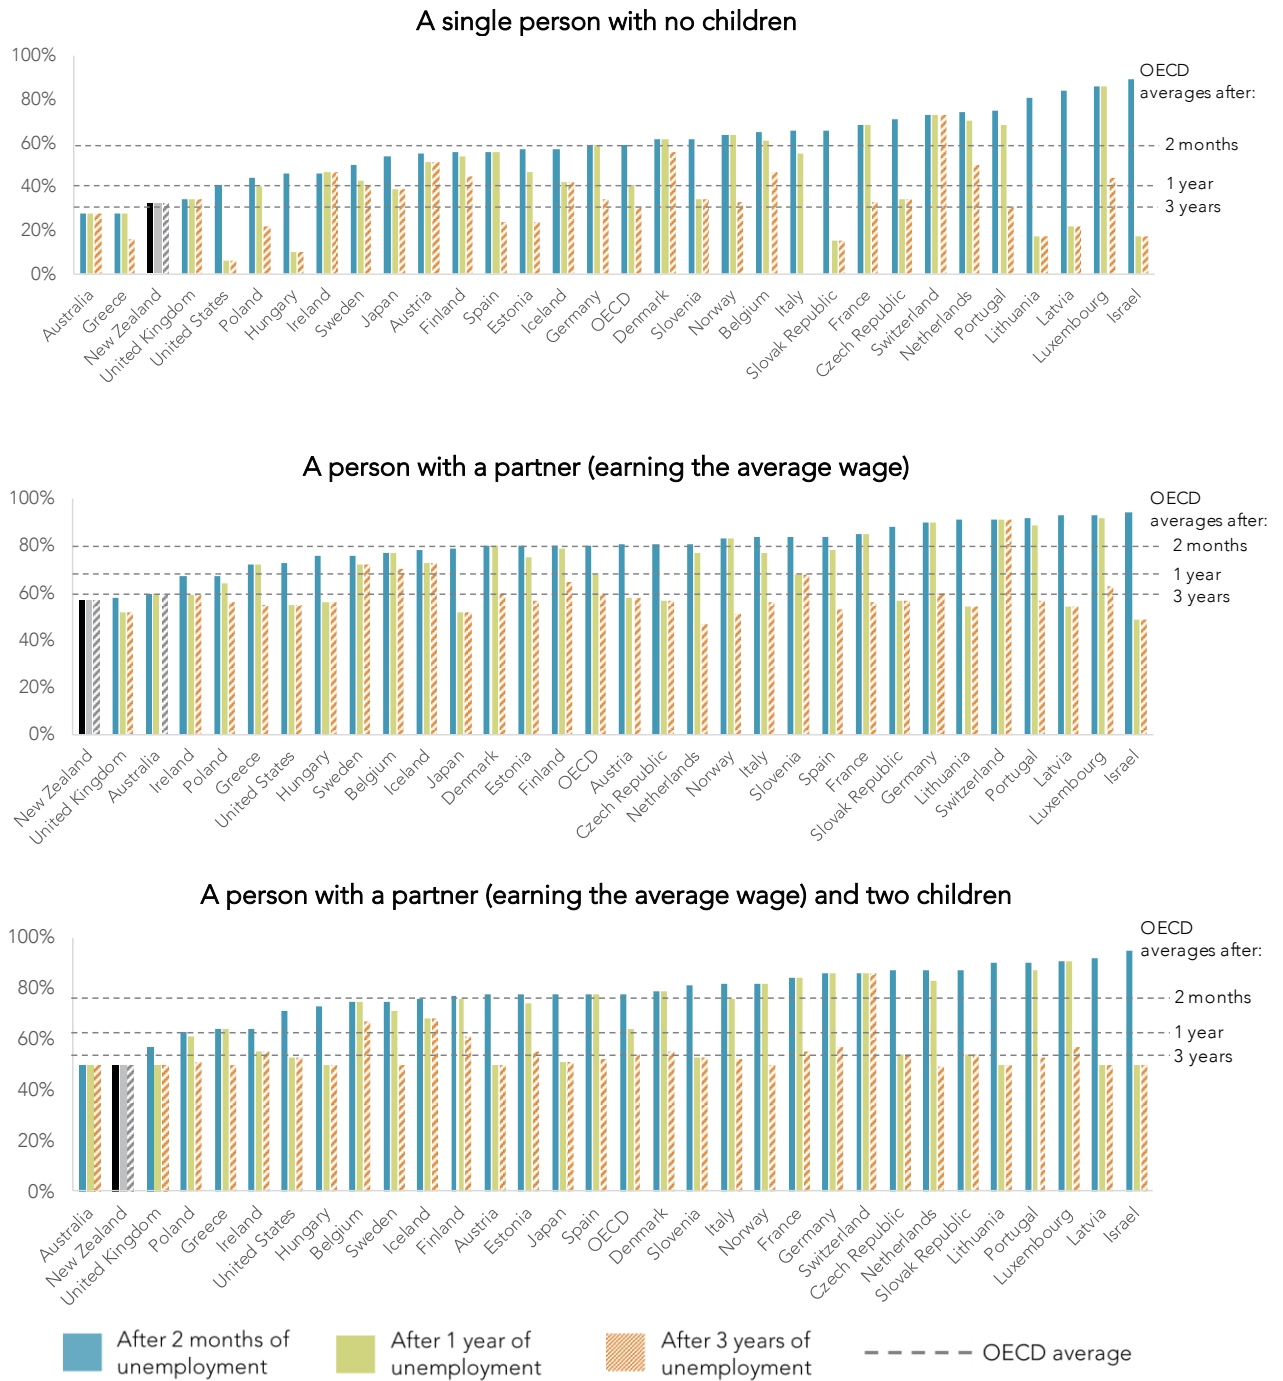 A single person with no children
100%
80%
60%
40%
20%
0%
OECD
averages after:
2 months
1 year
3 years
Australia
Greece
New Zealand
United Kingdom
United States
Poland
Hungary
Ireland
Sweden
Japan
Austria
Finland
Spain
Estonia
Iceland
Germany
OECD
Denmark
Slovenia
Norway
Belgium
Italy
Slovak Republic
France
Czech Republic
Switzerland
Netherlands
Portugal
Lithuania
Latvia
Luxembourg
Israel
A person with a partner (earning the average wage)
100%
80%
60%
40%
20%
0%
OECD
averages after:
2 months
1 year
3 years
New Zealand
United Kingdom
Australia
Ireland
Poland
Greece
United States
Hungary
Sweden
Belgium
Iceland
Japan
Denmark
Estonia
Finland
OECD
Austria
Czech Republic
Netherlands
Norway
Italy
Slovenia
Spain
France
Slovak Republic
Germany
Lithuania
Switzerland
Portugal
Latvia
Luxembourg
Israel
A person with a partner (earning the average wage) and two children
100%
80%
60%
40%
20%
0%
OECD
averages after:
2 months
1 year
3 years
Australia
New Zealand
United Kingdom
Poland
Greece
Ireland
United States
Hungary
Belgium
Sweden
Iceland
Finland
Austria
Estonia
Japan
Spain
OECD
Denmark
Slovenia
Italy
Norway
France
Germany
Switzerland
Czech Republic
Netherlands
Slovak Republic
Lithuania
Portugal
Luxembourg
Latvia
Israel
After 2 months of
unemployment
After 1 year of
unemployment
After 3 years of
unemployment
OECD average